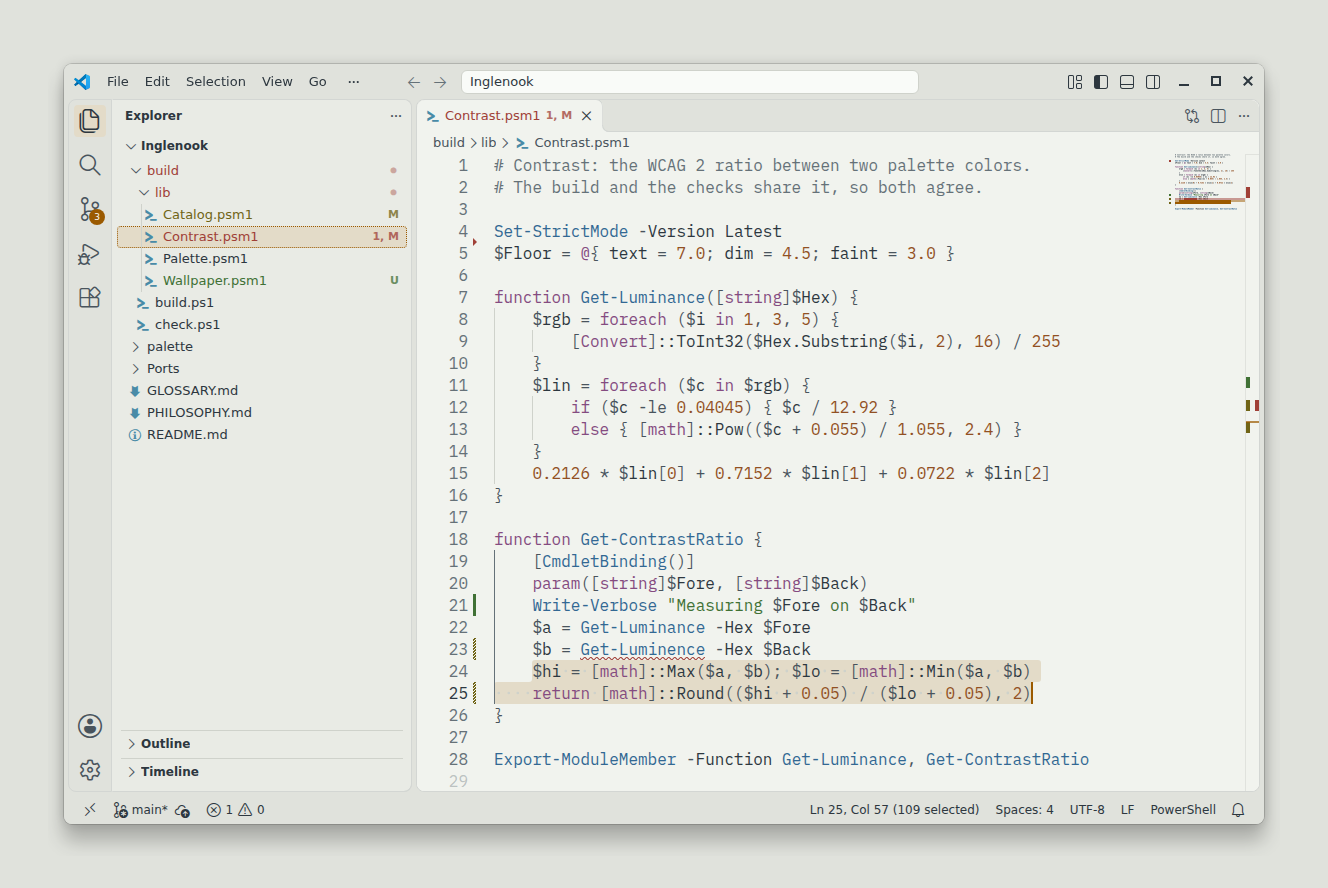 File Edit Selection View Go ··· Inglenook
Explorer ···
Inglenook
build
lib
Catalog.psm1 M
Contrast.psm1 1, M
Palette.psm1
Wallpaper.psm1 U
build.ps1
check.ps1
palette
Ports
GLOSSARY.md
PHILOSOPHY.md
README.md
3
Outline
Timeline
Contrast.psm1 1, M
build > lib > Contrast.psm1
1 # Contrast: the WCAG 2 ratio between two palette colors.
2 # The build and the checks share it, so both agree.
3
4 Set-StrictMode -Version Latest
5 $Floor = @{ text = 7.0; dim = 4.5; faint = 3.0 }
6
7 function Get-Luminance([string]$Hex) {
8     $rgb = foreach ($i in 1, 3, 5) {
9         [Convert]::ToInt32($Hex.Substring($i, 2), 16) / 255
10     }
11     $lin = foreach ($c in $rgb) {
12         if ($c -le 0.04045) { $c / 12.92 }
13         else { [math]::Pow(($c + 0.055) / 1.055, 2.4) }
14     }
15     0.2126 * $lin[0] + 0.7152 * $lin[1] + 0.0722 * $lin[2]
16 }
17
18 function Get-ContrastRatio {
19     [CmdletBinding()]
20     param([string]$Fore, [string]$Back)
21     Write-Verbose "Measuring $Fore on $Back"
22     $a = Get-Luminance -Hex $Fore
23     $b = Get-Luminence -Hex $Back
24     $hi = [math]::Max($a, $b); $lo = [math]::Min($a, $b)
25     return [math]::Round(($hi + 0.05) / ($lo + 0.05), 2)
26 }
27
28 Export-ModuleMember -Function Get-Luminance, Get-ContrastRatio
29
main* 1 0 Ln 25, Col 57 (109 selected) Spaces: 4 UTF-8 LF PowerShell